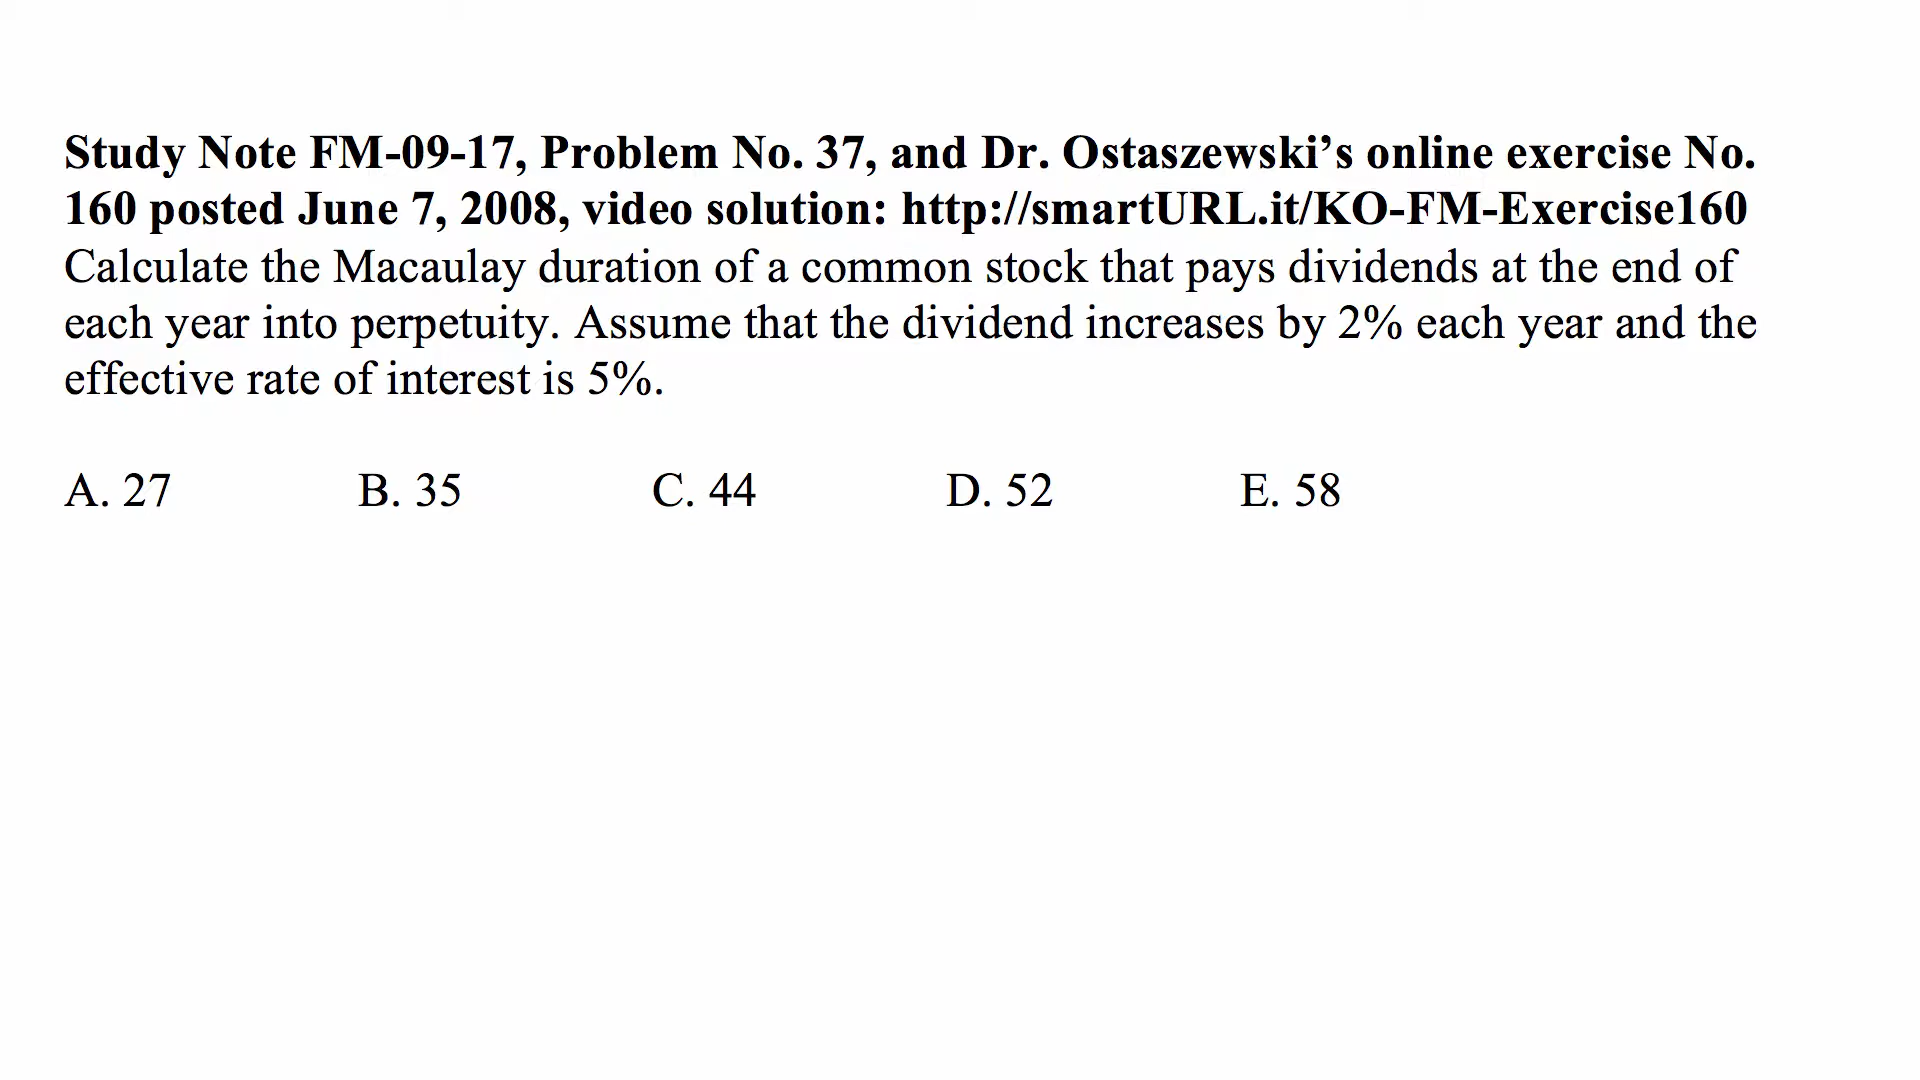 Study Note FM-09-17, Problem No. 37, and Dr. Ostaszewski’s online exercise No.
160 posted June 7, 2008, video solution: http://smartURL.it/KO-FM-Exercise160
Calculate the Macaulay duration of a common stock that pays dividends at the end of
each year into perpetuity. Assume that the dividend increases by 2% each year and the
effective rate of interest is 5%.
A. 27 B. 35 C. 44 D. 52 E. 58